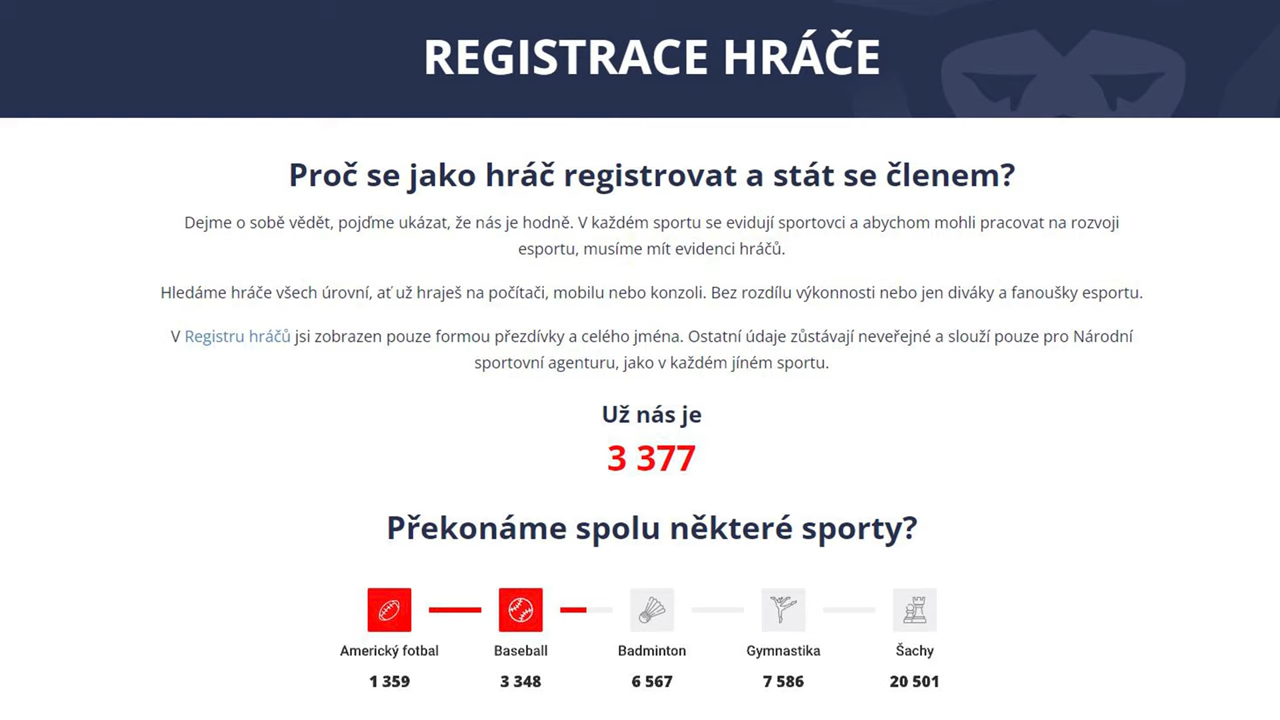 REGISTRACE HRÁČE
Proč se jako hráč registrovat a stát se členem?
Dejme o sobě vědět, pojďme ukázat, že nás je hodně. V každém sportu se evidují sportovci a abychom mohli pracovat na rozvoji
esportu, musíme mít evidenci hráčů.
Hledáme hráče všech úrovní, ať už hraješ na počítači, mobilu nebo konzoli. Bez rozdílu výkonnosti nebo jen diváky a fanoušky esportu.
V Registru hráčů jsi zobrazen pouze formou přezdívky a celého jména. Ostatní údaje zůstávají neveřejné a slouží pouze pro Národní
sportovní agenturu, jako v každém jíném sportu.
Už nás je
3 377
Překonáme spolu některé sporty?
Americký fotbal Baseball Badminton Gymnastika Šachy
1 359 3 348 6 567 7 586 20 501